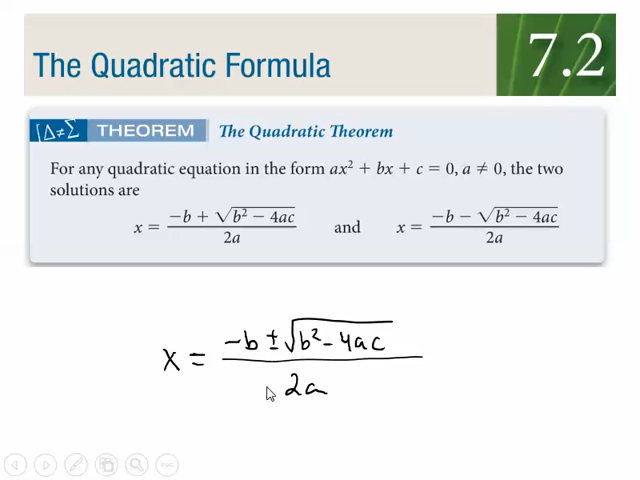 The Quadratic Formula
7.2
[Δ≠Σ THEOREM The Quadratic Theorem
For any quadratic equation in the form ax² + bx + c = 0, a ≠ 0, the two
solutions are
x = (−b + √(b² − 4ac)) / 2a and x = (−b − √(b² − 4ac)) / 2a
x = (−b ± √(b² − 4ac)) / 2a